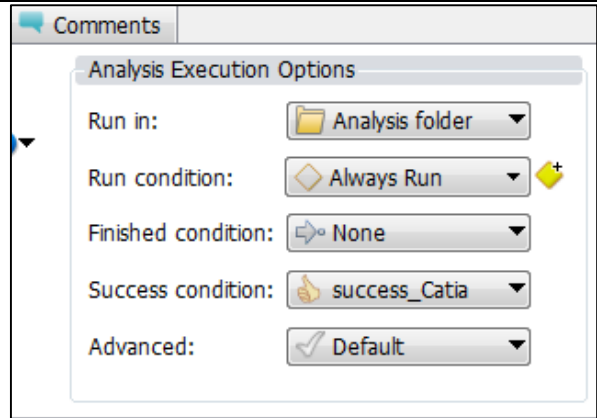 Comments
Analysis Execution Options
Run in: Analysis folder
Run condition: Always Run
Finished condition: None
Success condition: success_Catia
Advanced: Default